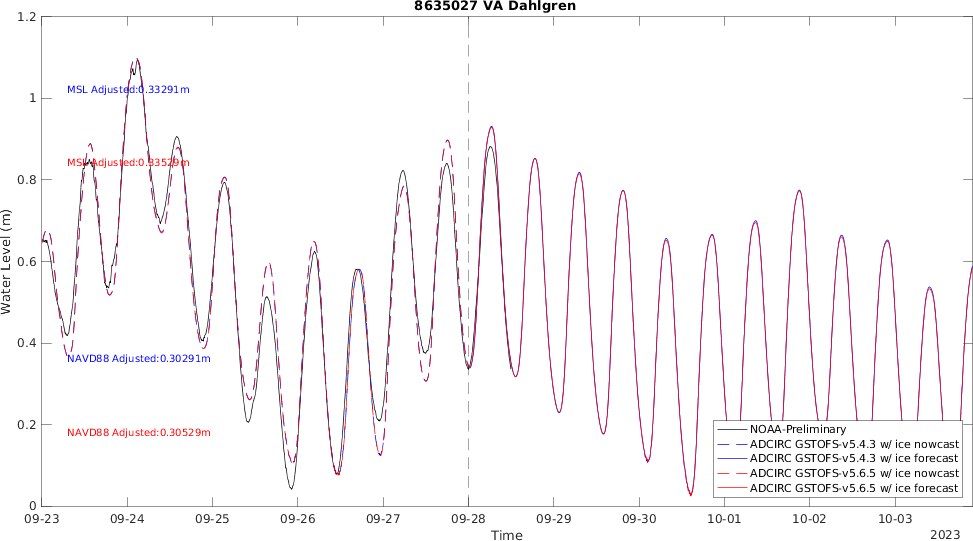 8635027 VA Dahlgren
1.2
1
0.8
0.6
0.4
0.2
0
Water Level (m)
MSL Adjusted:0.33291m
MSL Adjusted:0.33529m
NAVD88 Adjusted:0.30291m
NAVD88 Adjusted:0.30529m
NOAA-Preliminary
ADCIRC GSTOFS-v5.4.3 w/ ice nowcast
ADCIRC GSTOFS-v5.4.3 w/ ice forecast
ADCIRC GSTOFS-v5.6.5 w/ ice nowcast
ADCIRC GSTOFS-v5.6.5 w/ ice forecast
09-23 09-24 09-25 09-26 09-27 09-28 09-29 09-30 10-01 10-02 10-03
Time
2023